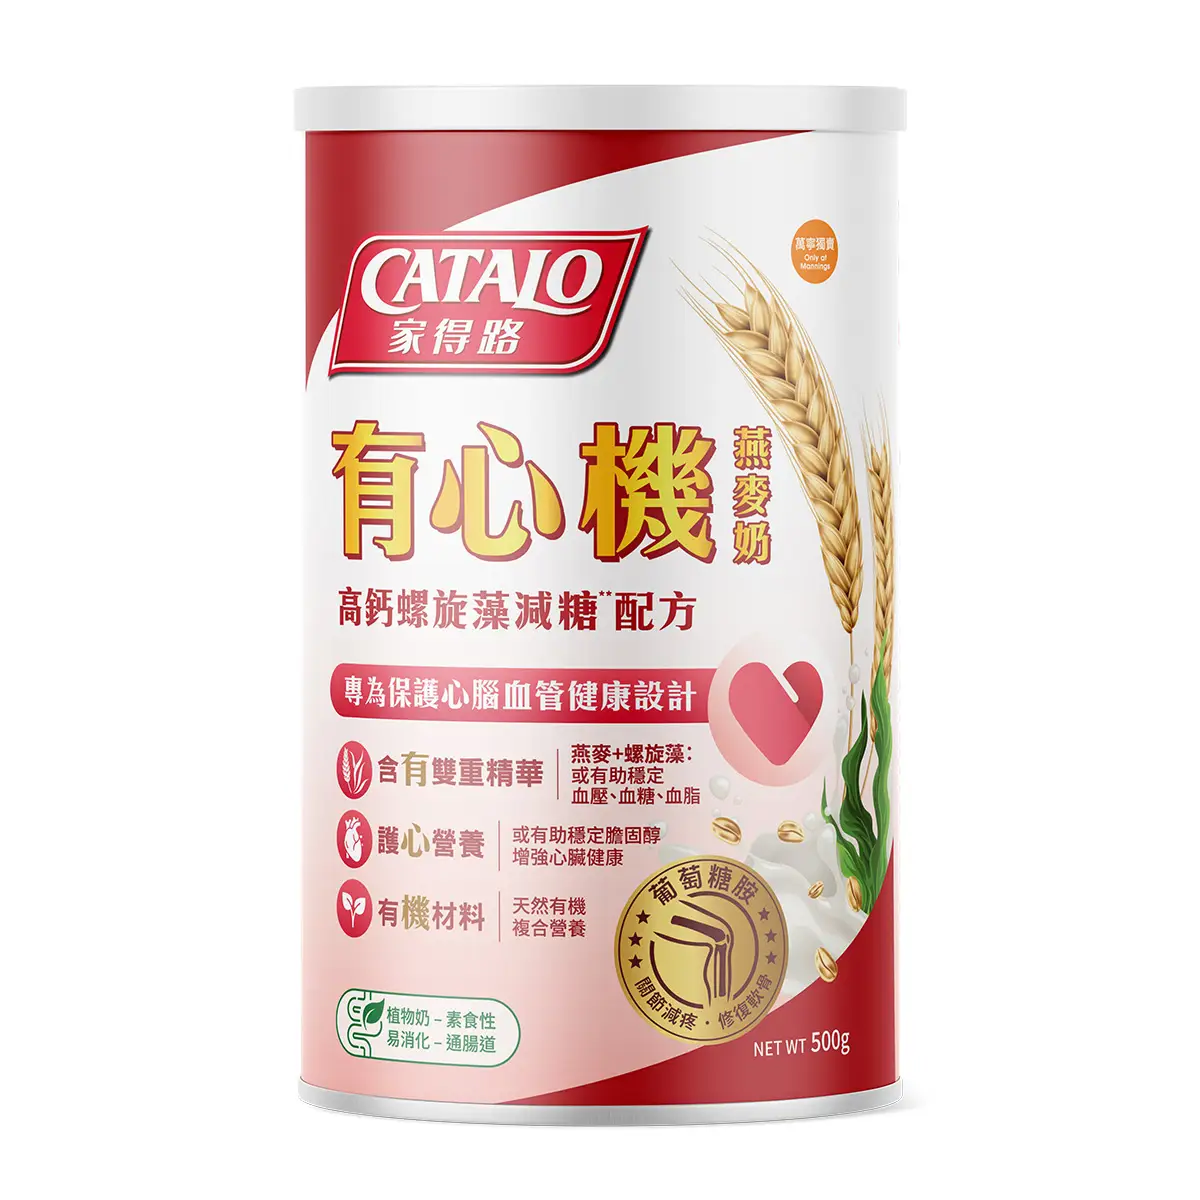 CATALO
家得路
萬寧獨賣
Only at
Mannings
有心機
燕麥奶
高鈣螺旋藻減糖**配方
專為保護心腦血管健康設計
含有雙重精華
燕麥+螺旋藻：
或有助穩定
血壓、血糖、血脂
護心營養
或有助穩定膽固醇
增強心臟健康
有機材料
天然有機
複合營養
葡萄糖胺
關節減疼・修復軟骨
植物奶 – 素食性
易消化 – 通腸道
NET WT 500g